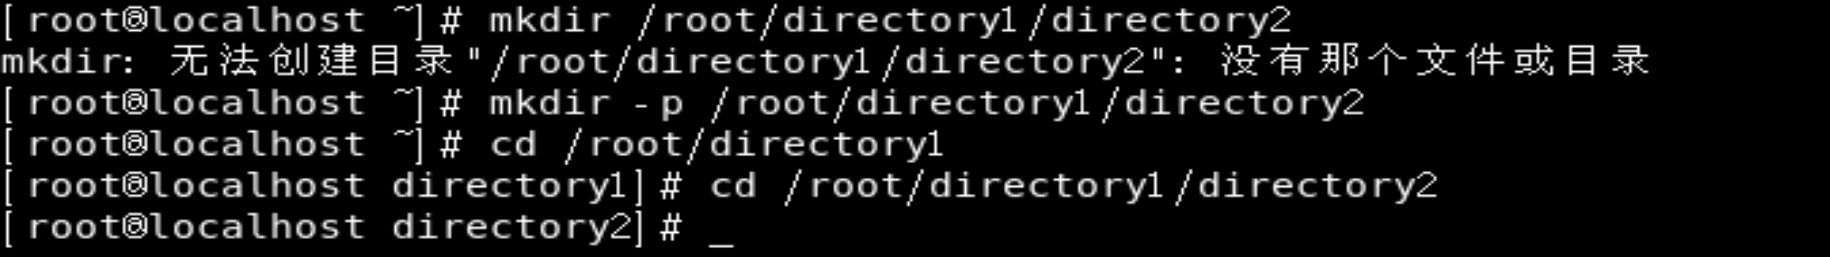 [root@localhost ~]# mkdir /root/directory1/directory2
mkdir: 无法创建目录"/root/directory1/directory2": 没有那个文件或目录
[root@localhost ~]# mkdir -p /root/directory1/directory2
[root@localhost ~]# cd /root/directory1
[root@localhost directory1]# cd /root/directory1/directory2
[root@localhost directory2]# _